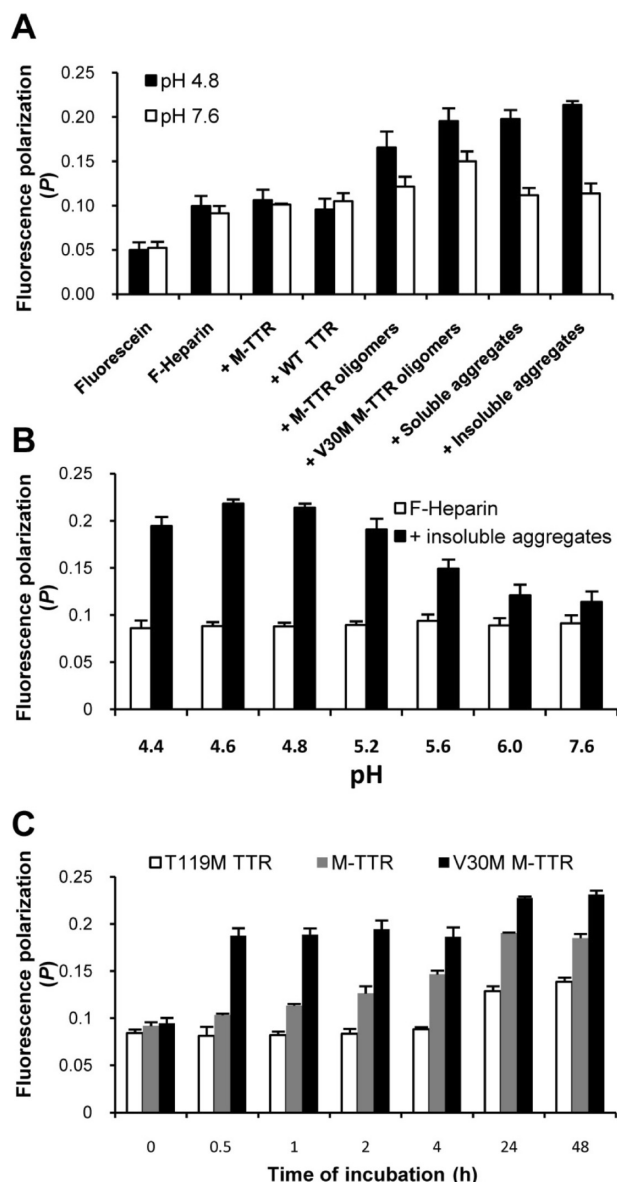 A
Fluorescence polarization
(P)
0.25
0.20
0.15
0.10
0.05
0.00
pH 4.8
pH 7.6
Fluorescein
F-Heparin
+ M-TTR
+ WT TTR
+ M-TTR oligomers
+ V30M M-TTR oligomers
+ Soluble aggregates
+ Insoluble aggregates
B
Fluorescence polarization
(P)
0.25
0.2
0.15
0.1
0.05
0
F-Heparin
+ insoluble aggregates
4.4 4.6 4.8 5.2 5.6 6.0 7.6
pH
C
Fluorescence polarization
(P)
0.25
0.2
0.15
0.1
0.05
0
T119M TTR M-TTR V30M M-TTR
0 0.5 1 2 4 24 48
Time of incubation (h)